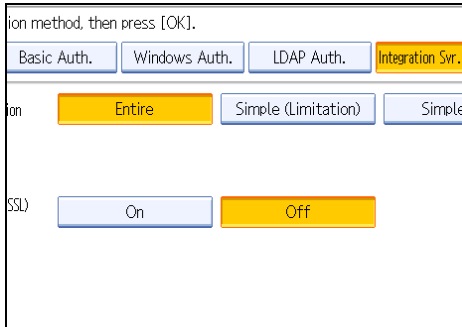 ion method, then press [OK].
Basic Auth. Windows Auth. LDAP Auth. Integration Svr.
ion Entire Simple (Limitation) Simple
SSL) On Off